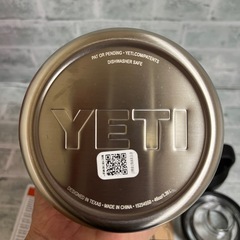 PAT OR PENDING • YETI.COM/PATENTS
DISHWASHER SAFE
YETI
DESIGNED IN TEXAS • MADE IN CHINA •